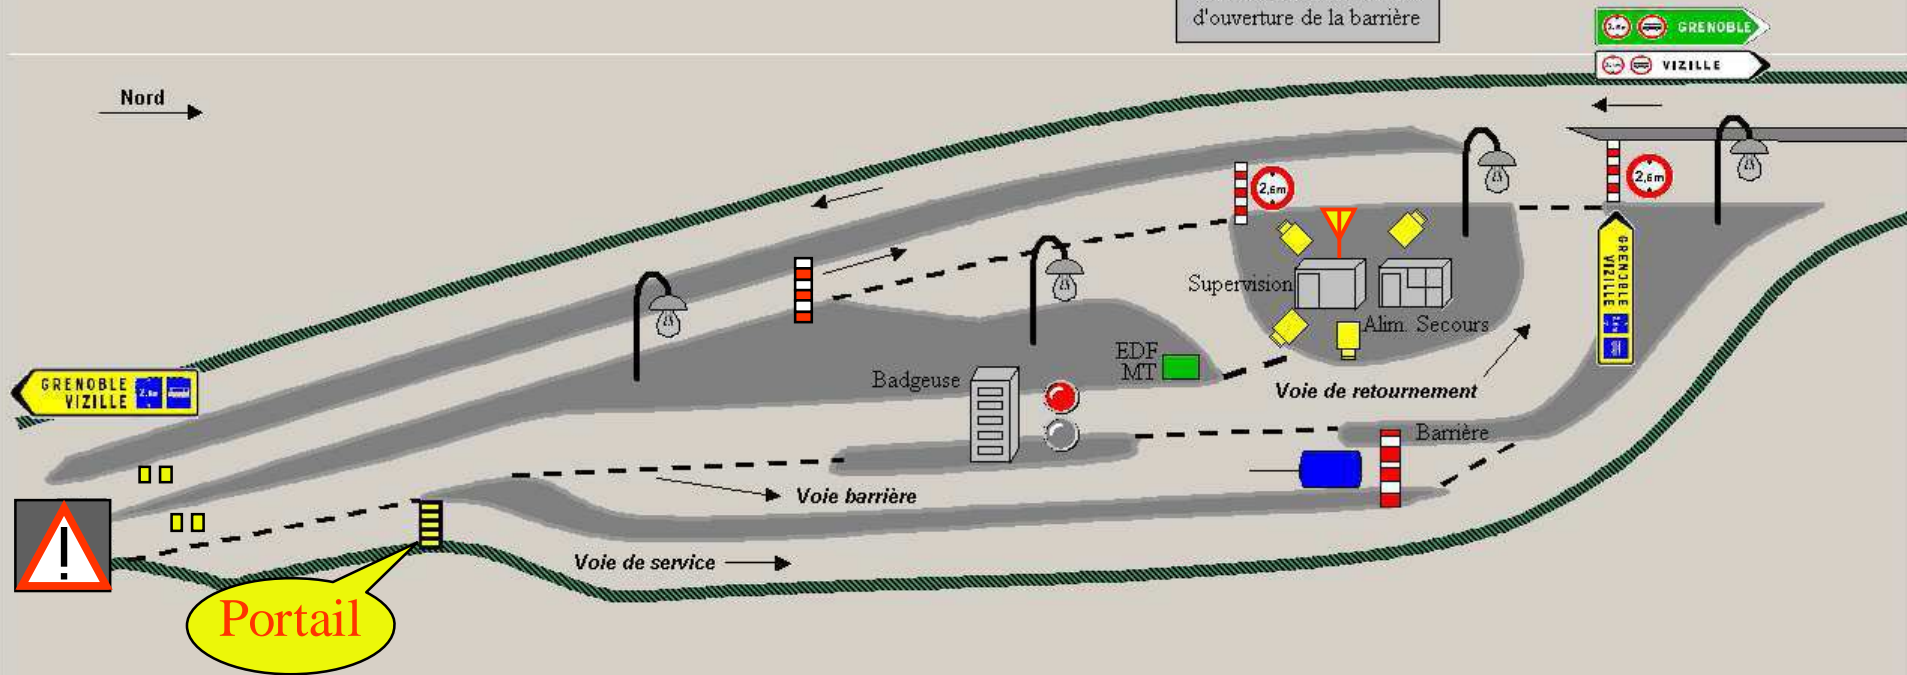 d'ouverture de la barrière
GRENOBLE
VIZILLE
Nord
2,6m
2,6m
GRENOBLE
VIZILLE
Supervision
Alim. Secours
EDF
MT
Badgeuse
Voie de retournement
GRENOBLE
VIZILLE
Barrière
Voie barrière
!
Voie de service
Portail